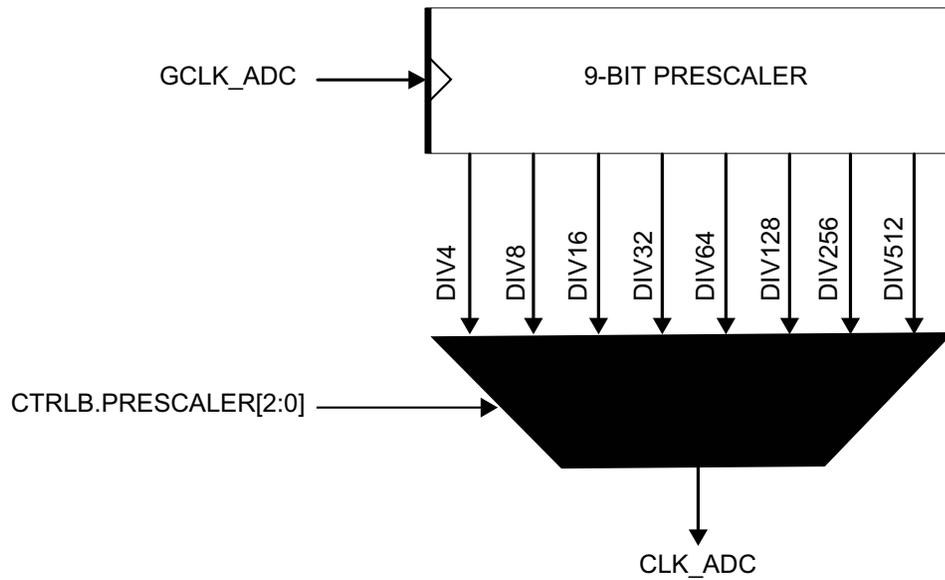 GCLK_ADC
9-BIT PRESCALER
DIV4
DIV8
DIV16
DIV32
DIV64
DIV128
DIV256
DIV512
CTRLB.PRESCALER[2:0]
CLK_ADC